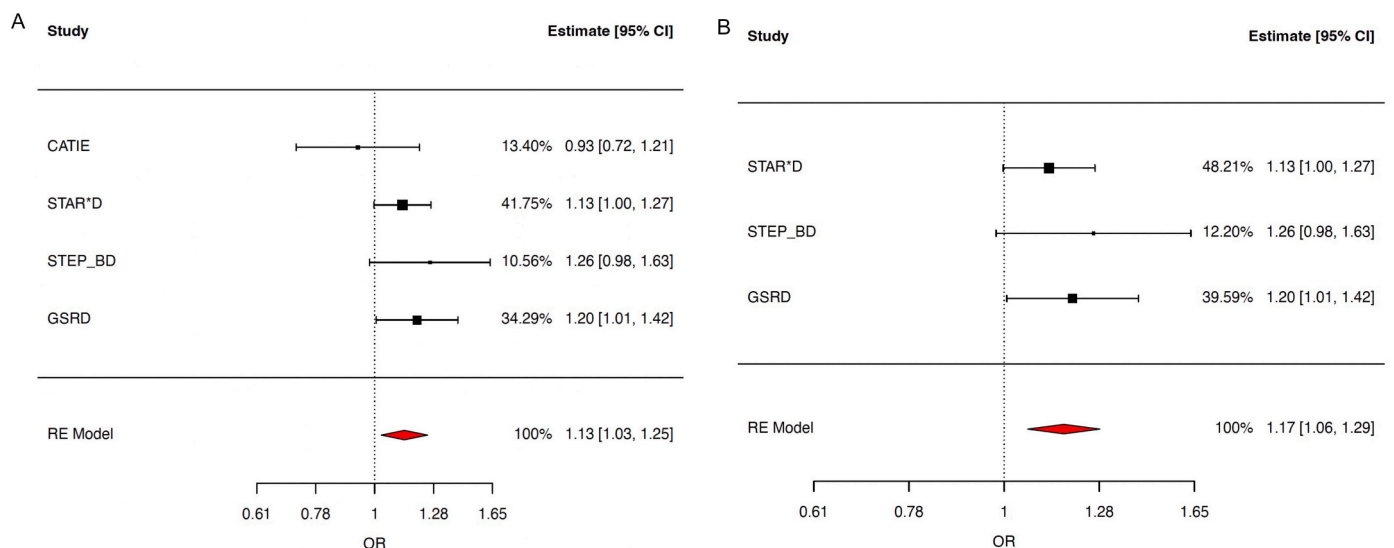 A
Study Estimate [95% CI]
CATIE 13.40% 0.93 [0.72, 1.21]
STAR*D 41.75% 1.13 [1.00, 1.27]
STEP_BD 10.56% 1.26 [0.98, 1.63]
GSRD 34.29% 1.20 [1.01, 1.42]
RE Model 100% 1.13 [1.03, 1.25]
0.61 0.78 1 1.28 1.65
OR
B
Study Estimate [95% CI]
STAR*D 48.21% 1.13 [1.00, 1.27]
STEP_BD 12.20% 1.26 [0.98, 1.63]
GSRD 39.59% 1.20 [1.01, 1.42]
RE Model 100% 1.17 [1.06, 1.29]
0.61 0.78 1 1.28 1.65
OR